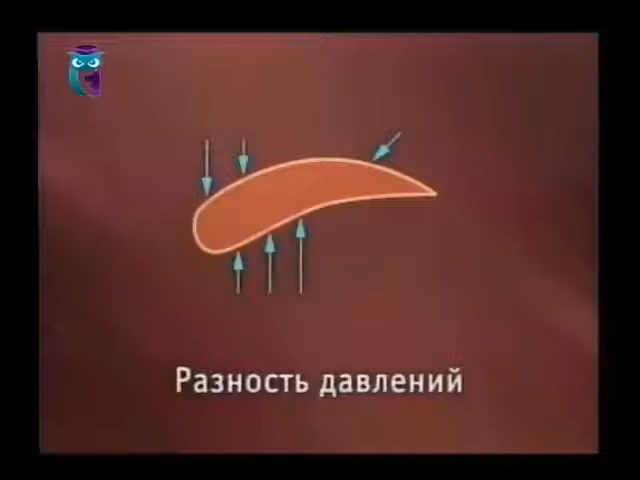 Разность давлений